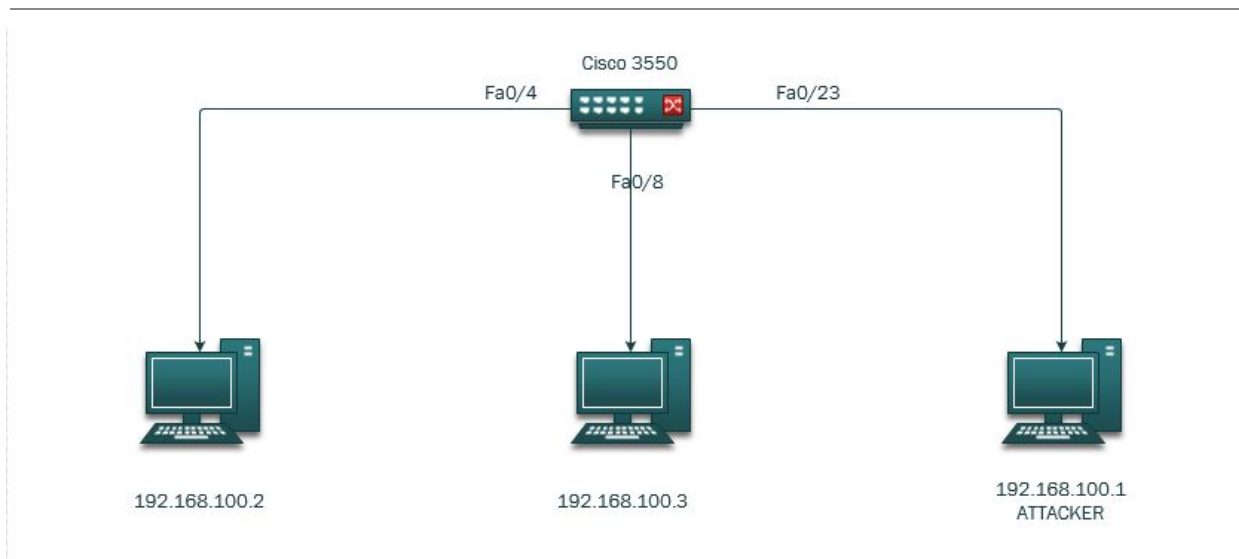 Cisco 3550
Fa0/4
Fa0/23
Fa0/8
192.168.100.2
192.168.100.3
192.168.100.1
ATTACKER